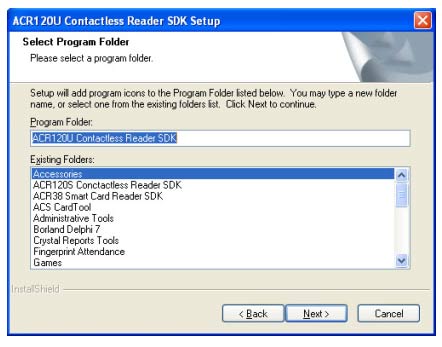 ACR120U Contactless Reader SDK Setup
Select Program Folder
Please select a program folder.
Setup will add program icons to the Program Folder listed below. You may type a new folder
name, or select one from the existing folders list. Click Next to continue.
Program Folder:
ACR120U Contactless Reader SDK
Existing Folders:
Accessories
ACR120S Conctactless Reader SDK
ACR38 Smart Card Reader SDK
ACS CardTool
Administrative Tools
Borland Delphi 7
Crystal Reports Tools
Fingerprint Attendance
Games
InstallShield
< Back Next > Cancel